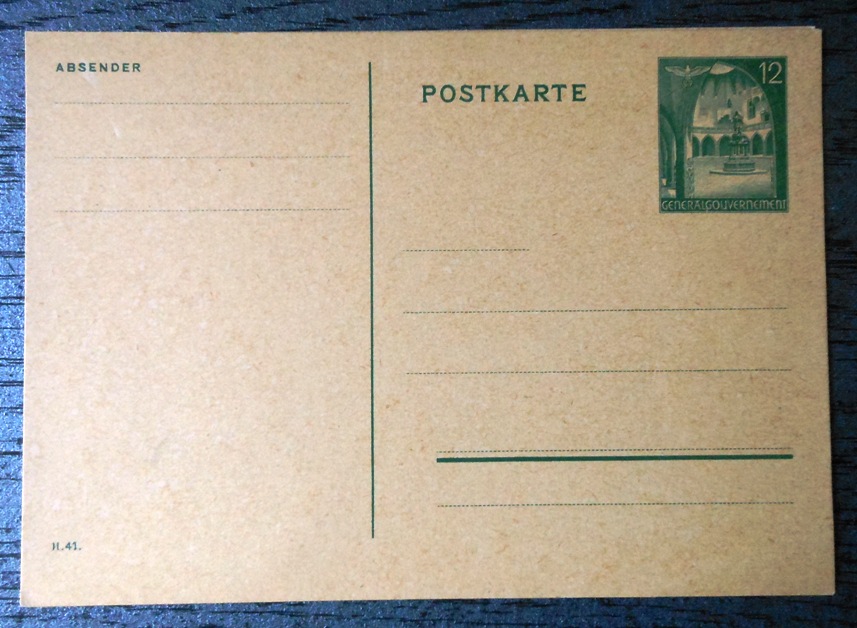 ABSENDER
POSTKARTE
12
GENERALGOUVERNEMENT
II.41.